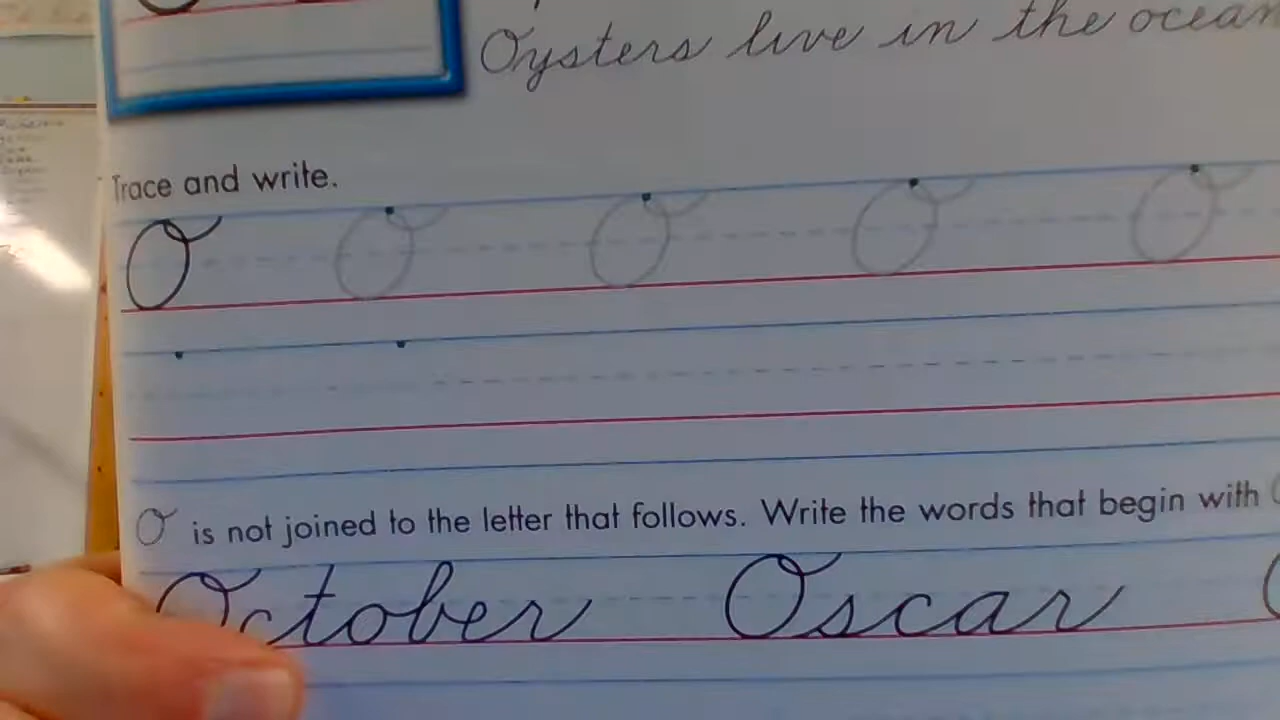 Oysters live in the ocean
Trace and write.
O O O O O
O is not joined to the letter that follows. Write the words that begin with
October Oscar